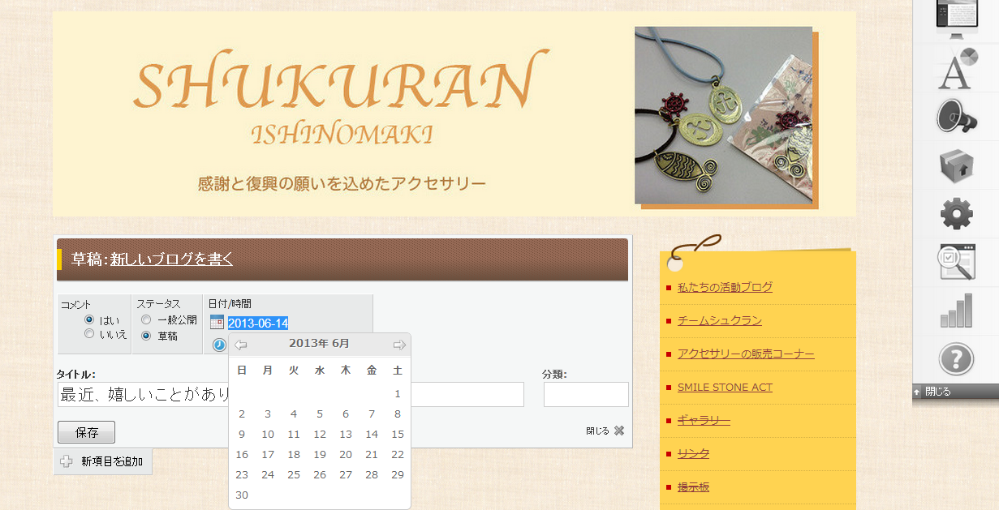 SHUKURAN
ISHINOMAKI
感謝と復興の願いを込めたアクセサリー
草稿：新しいブログを書く
コメント
はい
いいえ
ステータス
一般公開
草稿
日付/時間
2013-06-14
2013年 6月
日 月 火 水 木 金 土
1
2 3 4 5 6 7 8
9 10 11 12 13 14 15
16 17 18 19 20 21 22
23 24 25 26 27 28 29
30
タイトル：
最近、嬉しいことがあり
分類：
保存
閉じる
新項目を追加
私たちの活動ブログ
チームシュクラン
アクセサリーの販売コーナー
SMILE STONE ACT
ギャラリー
リンク
掲示板
閉じる